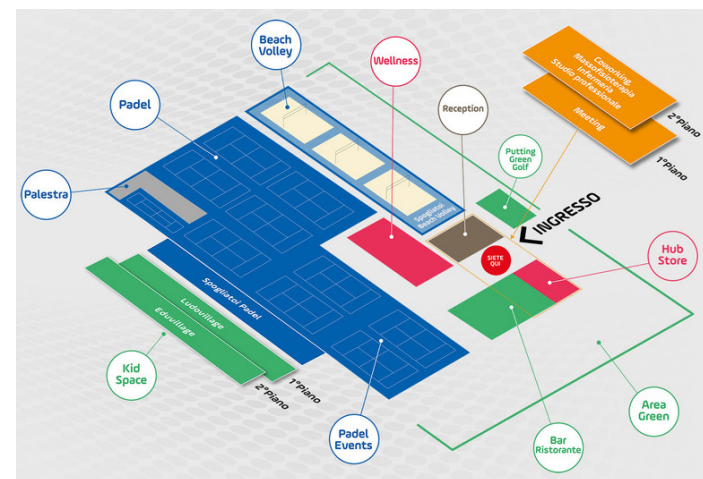 Beach
Volley
Wellness
Coworking
Massofisioterapia
Infermeria
Studio professionale
2°Piano
Meeting
1°Piano
Padel
Reception
Putting
Green
Golf
Palestra
Spogliatoi
Beach Volley
INGRESSO
SIETE
QUI
Hub
Store
Spogliatoi Padel
Ludovillage
Eduvillage
1°Piano
2°Piano
Kid
Space
Padel
Events
Bar
Ristorante
Area
Green